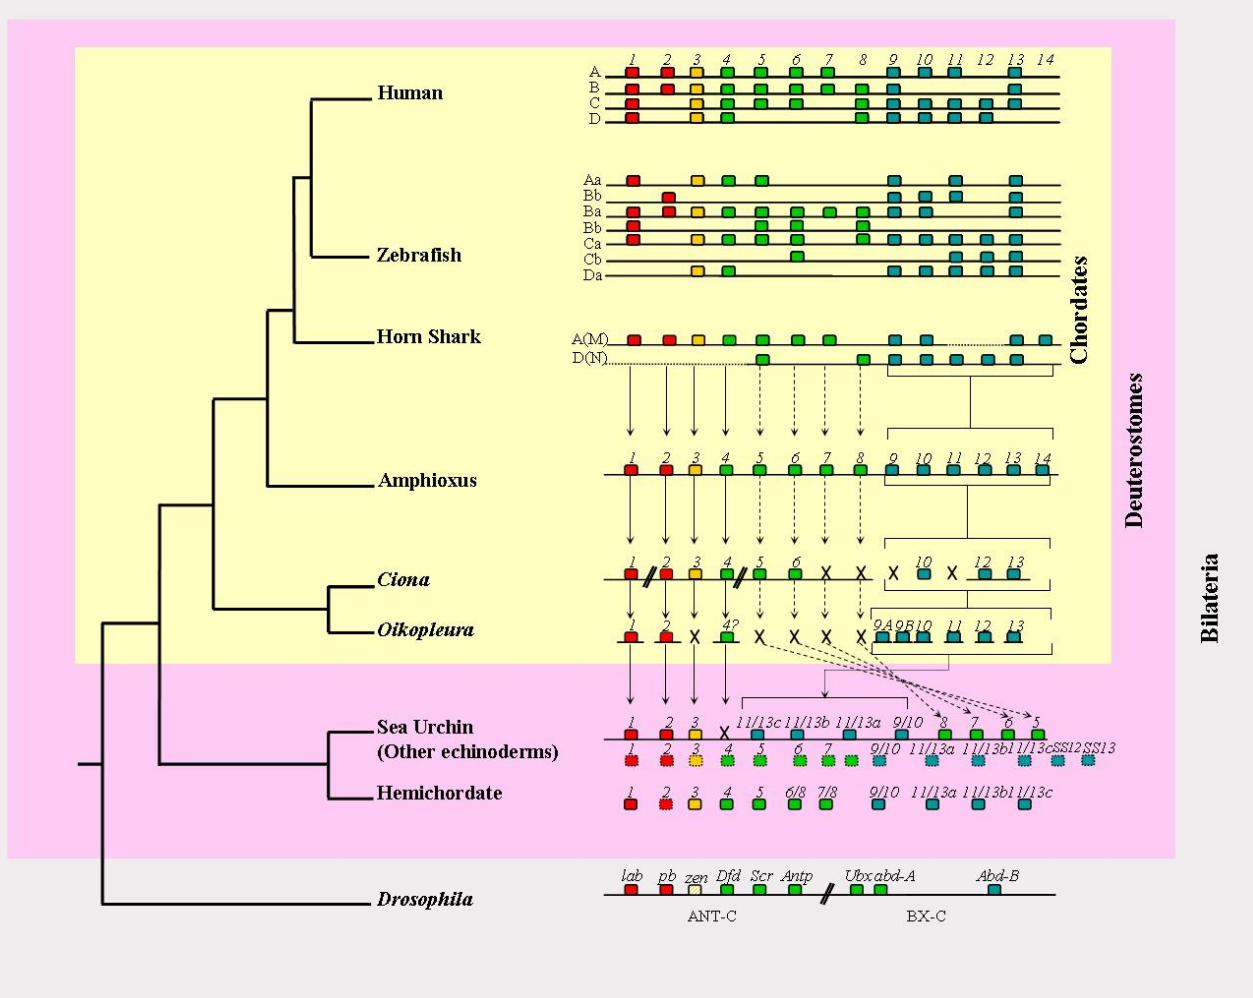 1 2 3 4 5 6 7 8 9 10 11 12 13 14
A
Human
B
C
D
Aa
Bb
Ba
Bb
Zebrafish
Ca
Cb
Da
Chordates
Horn Shark
A(M)
D(N)
Deuterostomes
1 2 3 4 5 6 7 8 9 10 11 12 13 14
Amphioxus
1 2 3 4 5 6 X X X 10 X 12 13
Ciona
Bilateria
1 2 X 4? X X X X 9A 9B 10 11 12 13
Oikopleura
Sea Urchin
1 2 3 X 11/13c 11/13b 11/13a 9/10 8 7 6 5
(Other echinoderms)
1 2 3 4 5 6 7 9/10 11/13a 11/13b 11/13c SS12 SS13
Hemichordate
1 2 3 4 5 6/8 7/8 9/10 11/13a 11/13b 11/13c
lab pb zen Dfd Scr Antp Ubx abd-A Abd-B
Drosophila
ANT-C BX-C